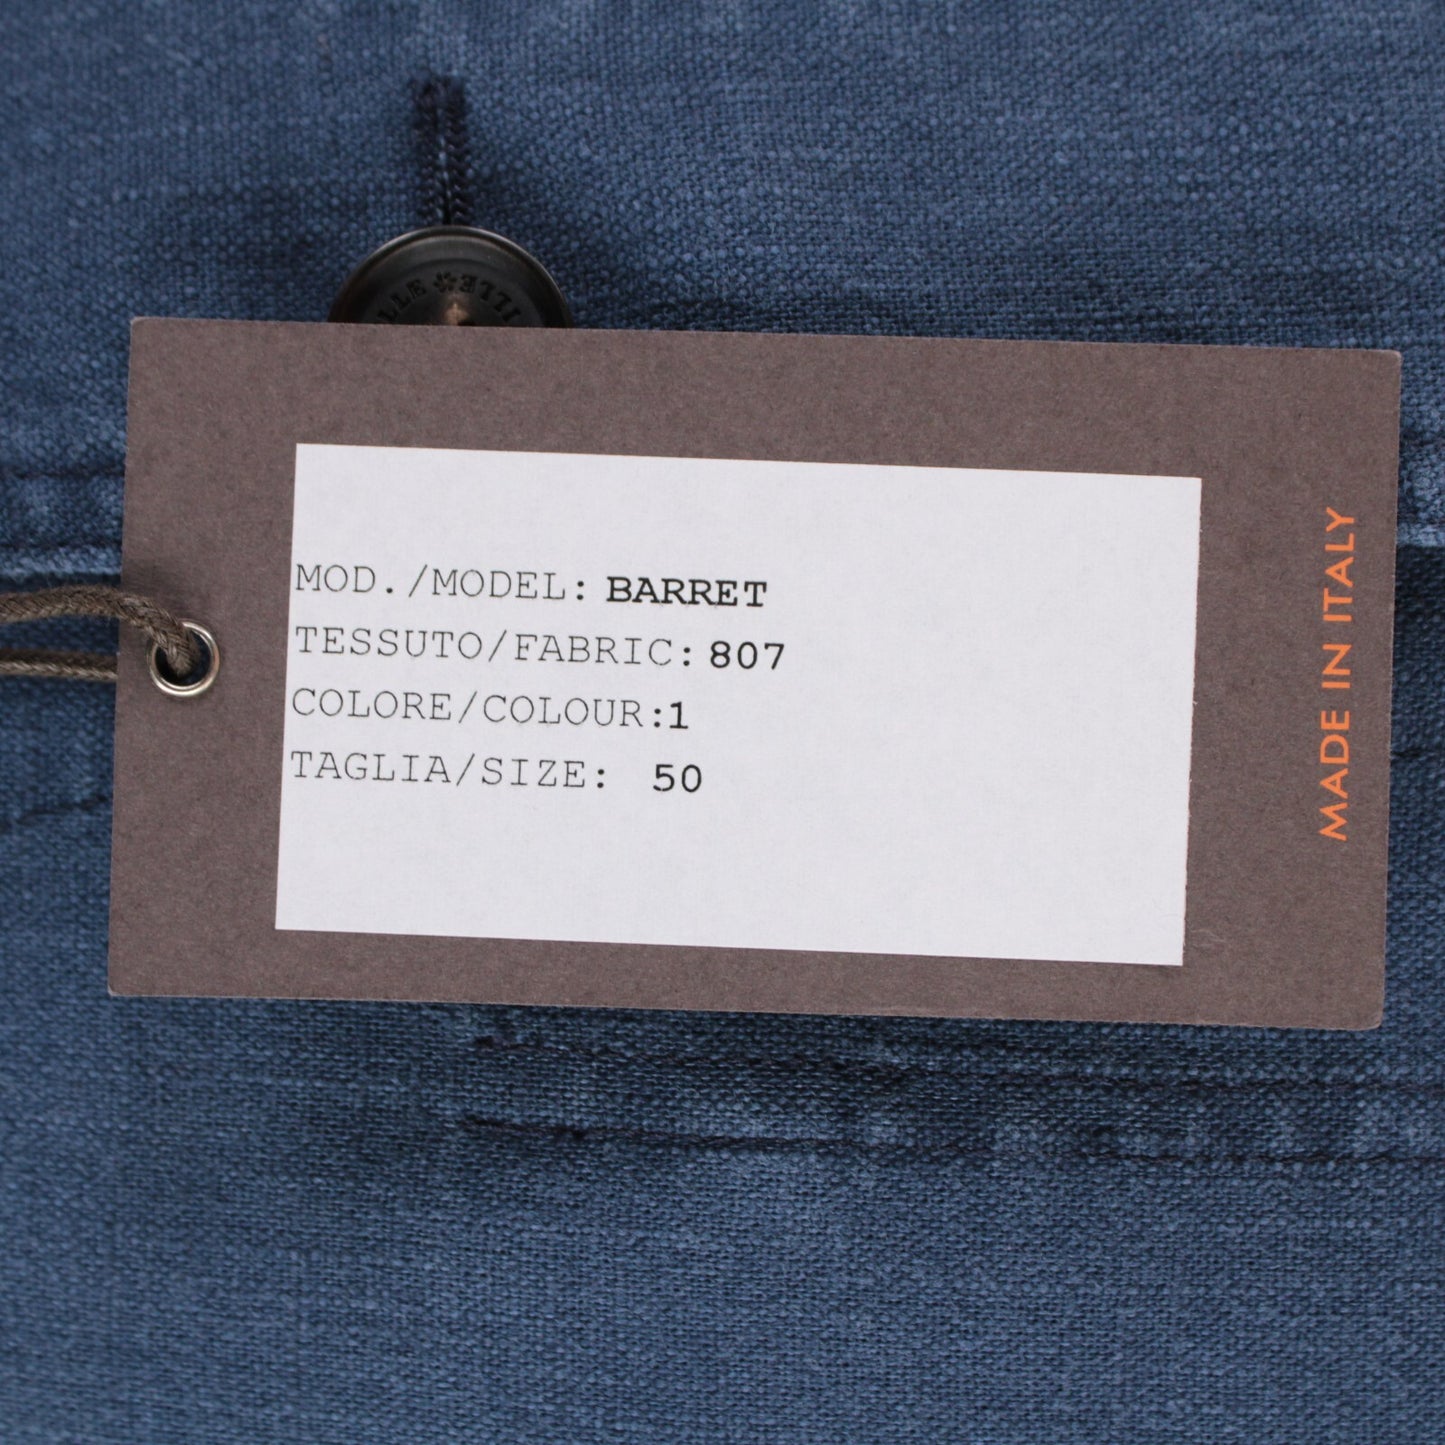 MOD./MODEL: BARRET
TESSUTO/FABRIC: 807
COLORE/COLOUR:1
TAGLIA/SIZE: 50
MADE IN ITALY